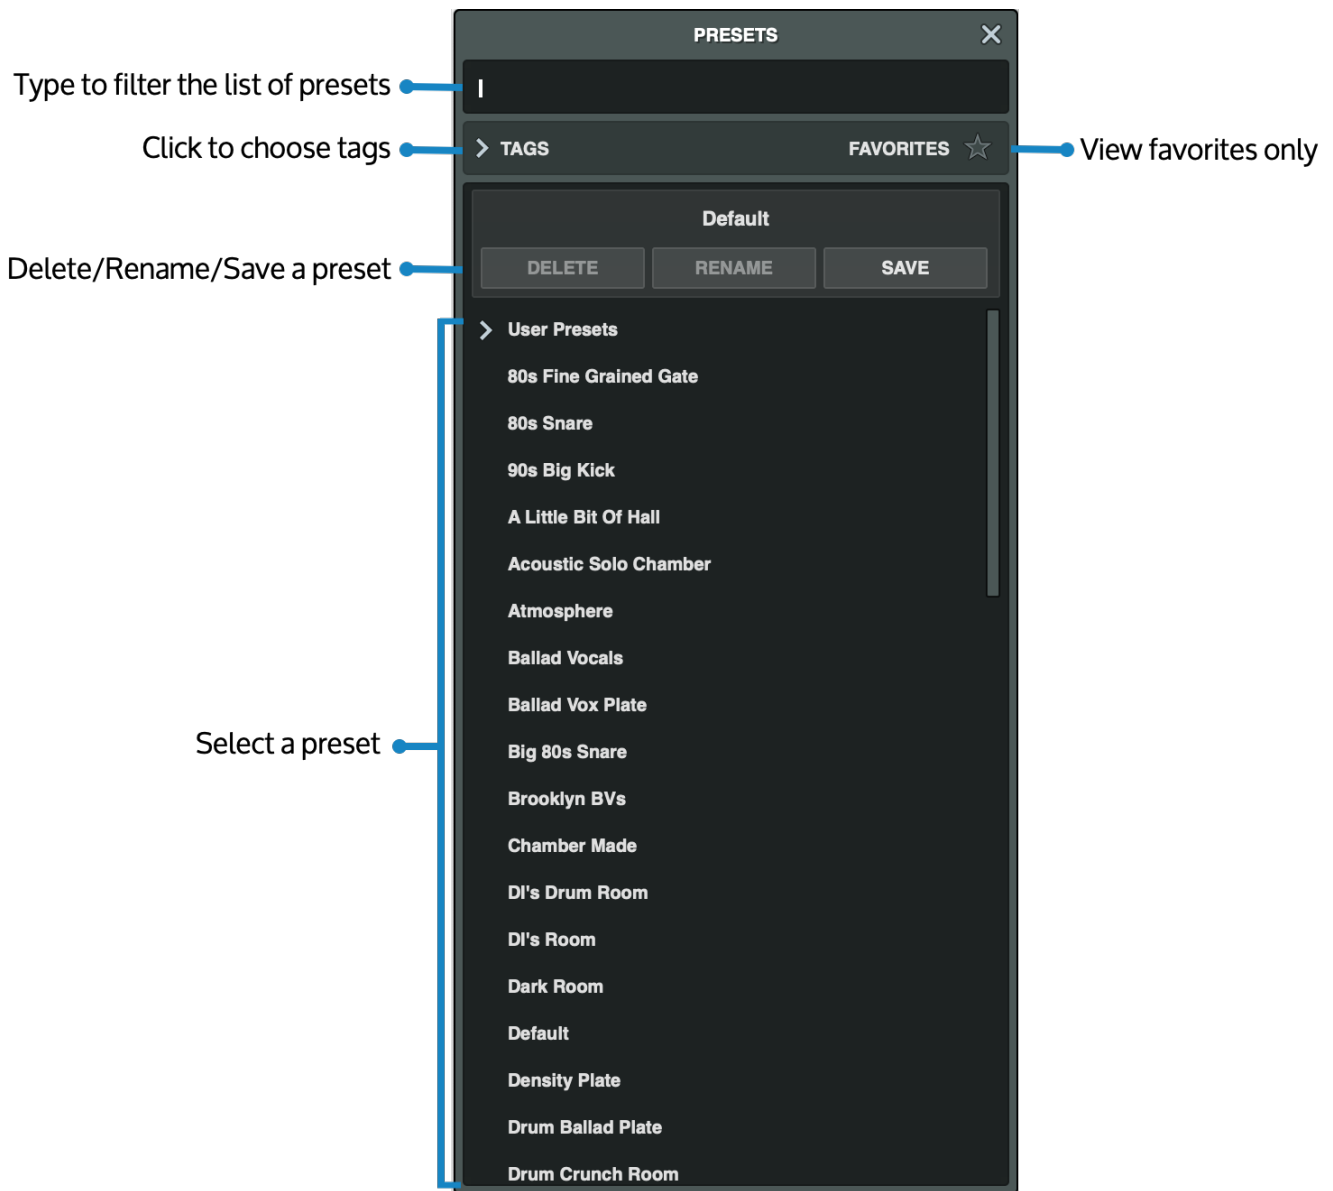 PRESETS
Type to filter the list of presets
Click to choose tags
TAGS
FAVORITES
View favorites only
Default
Delete/Rename/Save a preset
DELETE
RENAME
SAVE
User Presets
80s Fine Grained Gate
80s Snare
90s Big Kick
A Little Bit Of Hall
Acoustic Solo Chamber
Atmosphere
Ballad Vocals
Ballad Vox Plate
Select a preset
Big 80s Snare
Brooklyn BVs
Chamber Made
DI's Drum Room
DI's Room
Dark Room
Default
Density Plate
Drum Ballad Plate
Drum Crunch Room